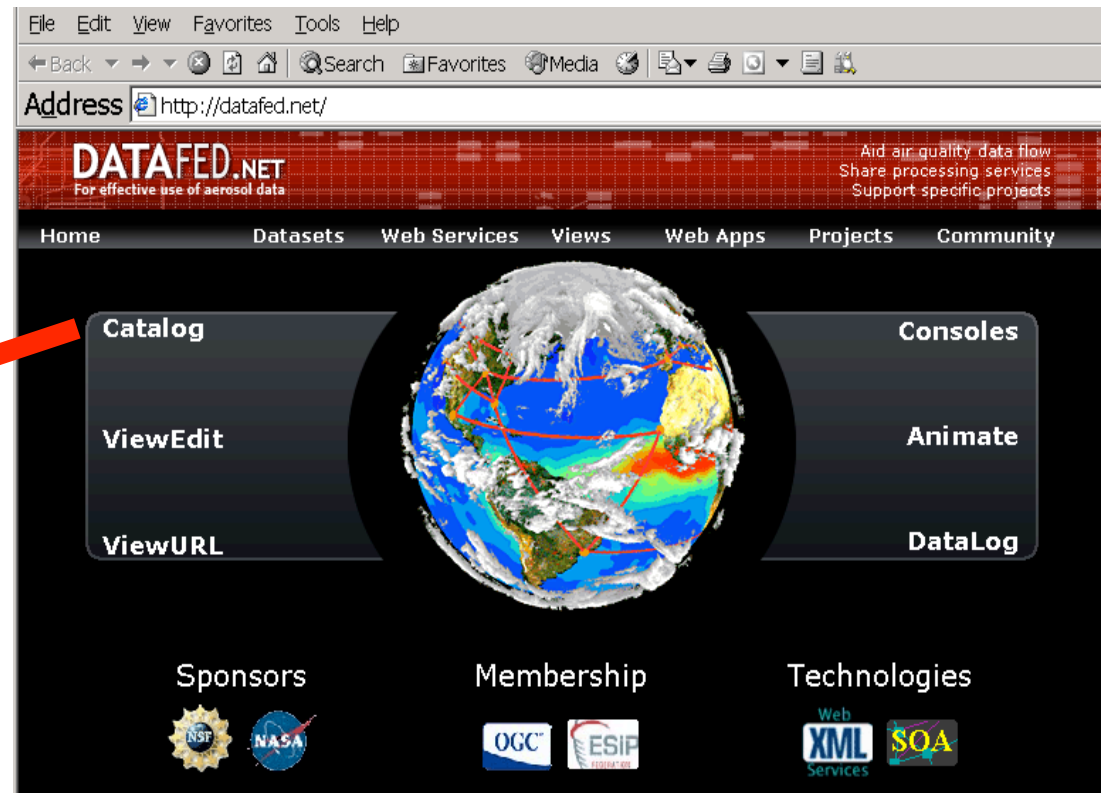 File Edit View Favorites Tools Help
Back Search Favorites Media
Address http://datafed.net/
DATAFED.NET
For effective use of aerosol data
Aid air quality data flow
Share processing services
Support specific projects
Home Datasets Web Services Views Web Apps Projects Community
Catalog
Consoles
ViewEdit
Animate
ViewURL
DataLog
Sponsors Membership Technologies
NSF NASA OGC ESIP
FEDERATION
Web
XML
Services
SOA